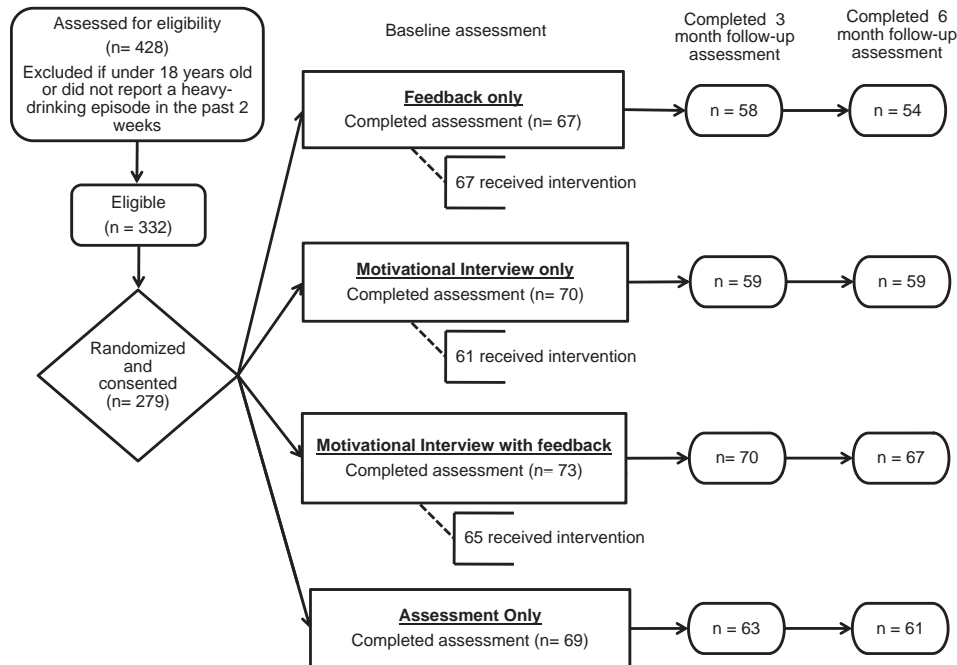 Assessed for eligibility
(n= 428)
Excluded if under 18 years old
or did not report a heavy-
drinking episode in the past 2
weeks
Eligible
(n = 332)
Randomized
and
consented
(n= 279)
Baseline assessment
Completed 3
month follow-up
assessment
Completed 6
month follow-up
assessment
Feedback only
Completed assessment (n= 67)
67 received intervention
n = 58
n = 54
Motivational Interview only
Completed assessment (n= 70)
61 received intervention
n = 59
n = 59
Motivational Interview with feedback
Completed assessment (n= 73)
65 received intervention
n= 70
n = 67
Assessment Only
Completed assessment (n= 69)
n = 63
n = 61